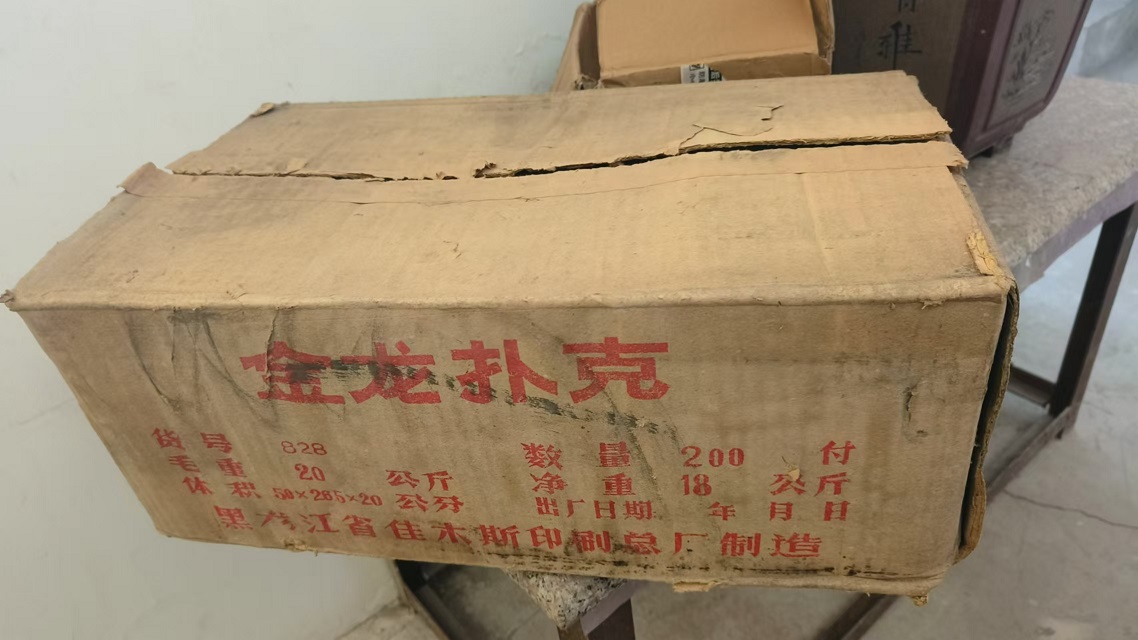 雅
金龙扑克
货号 828 数量 200 付
毛重 20 公斤 净重 18 公斤
体积 50×265×20 公分 出厂日期 年 月 日
黑龙江省佳木斯印刷总厂制造